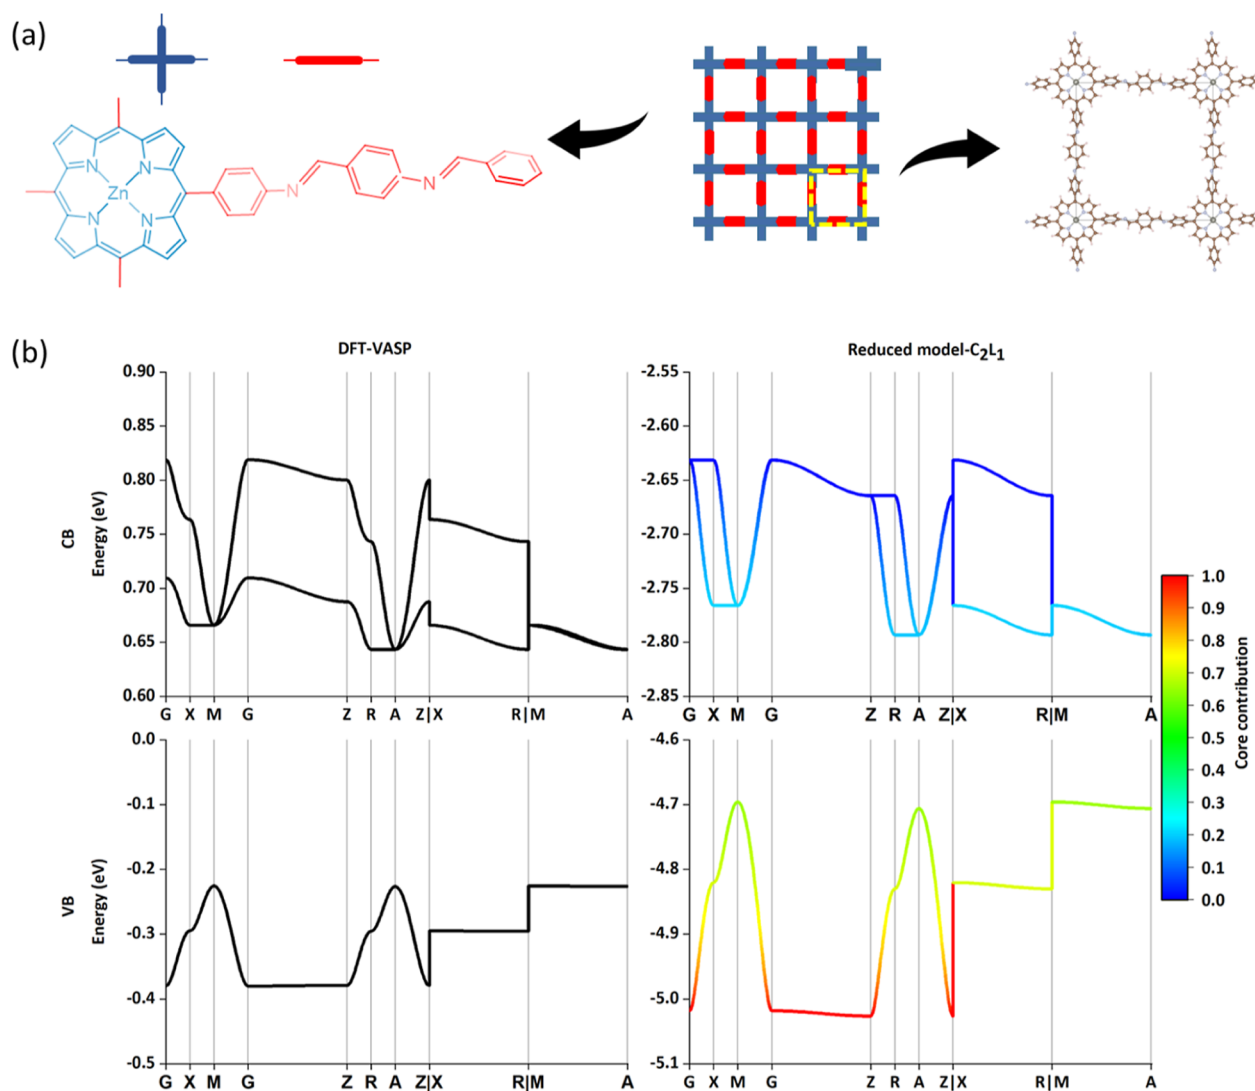 (a)
Zn
N
N
N
N
N
N
(b)
DFT-VASP
Reduced model-C₂L₁
CB
Energy (eV)
0.90
0.85
0.80
0.75
0.70
0.65
0.60
G X M G Z R A Z|X R|M A
-2.55
-2.60
-2.65
-2.70
-2.75
-2.80
-2.85
G X M G Z R A Z|X R|M A
VB
Energy (eV)
0.0
-0.1
-0.2
-0.3
-0.4
-0.5
G X M G Z R A Z|X R|M A
-4.6
-4.7
-4.8
-4.9
-5.0
-5.1
G X M G Z R A Z|X R|M A
1.0
0.9
0.8
0.7
0.6
0.5
0.4
0.3
0.2
0.1
0.0
Core contribution